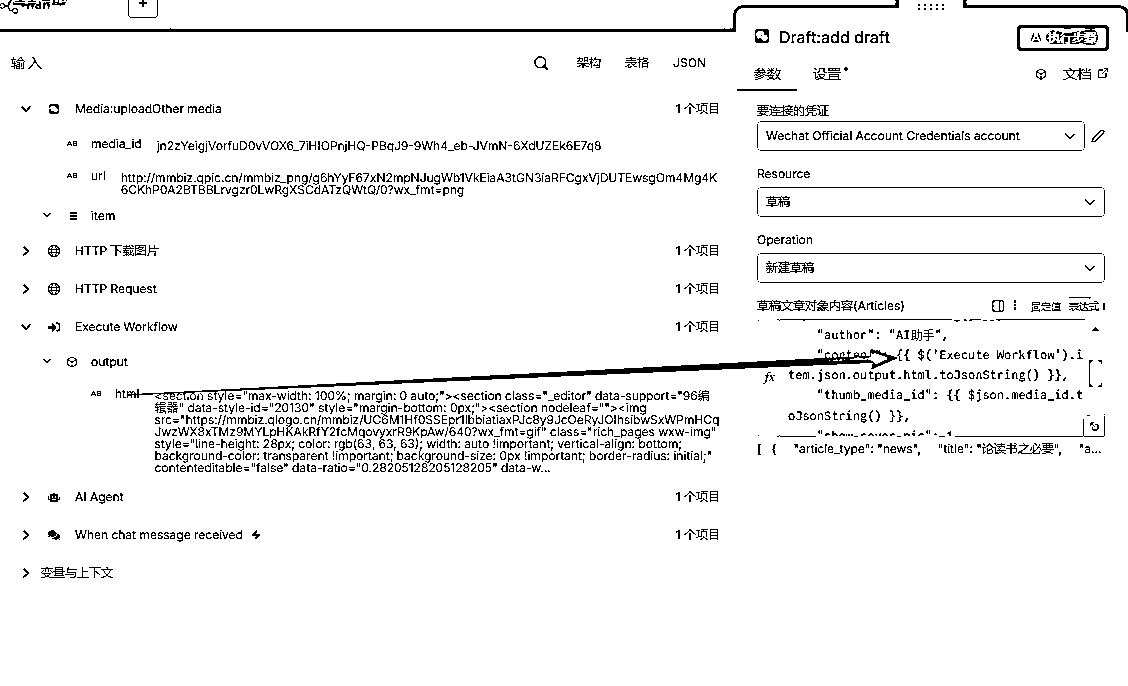 +
输入
架构
表格
JSON
Media:uploadOther media
1个项目
AB media_id jn2zYeigjVorfuD0vVOX6_7iHIOPnjHQ-PBqJ9-9Wh4_eb-JVmN-6XdUZEk6E7q8
AB url http://mmbiz.qpic.cn/mmbiz_png/g6hYyF67xN2mpNJugWb1VkEiaA3tGN3iaRFCgxVjDUTEwsgOm4Mg4K
6CKhP0A2BTBBLrvgzr0LwRgXSCdATzQWtQ/0?wx_fmt=png
item
HTTP 下载图片
1个项目
HTTP Request
1个项目
Execute Workflow
1个项目
output
AB html <section style="max-width: 100%; margin: 0 auto;"><section class="_editor" data-support="96编
辑器" data-style-id="20130" style="margin-bottom: 0px;"><section nodeleaf=""><img
src="https://mmbiz.qlogo.cn/mmbiz/UC6M1Hf0SSEpr1IbbiatiaxPJc8y9JcOeRyJOIhsibwSxWPmHCq
JwzWX8xTMz9MYLpHKAkRfY2fcMqovyxrR9KpAw/640?wx_fmt=gif" class="rich_pages wxw-img"
style="line-height: 28px; color: rgb(63, 63, 63); width: auto !important; vertical-align: bottom;
background-color: transparent !important; background-size: 0px !important; border-radius: initial;"
contenteditable="false" data-ratio="0.28205128205128205" data-w...
AI Agent
1个项目
When chat message received
1个项目
变量与上下文
Draft:add draft
执行步骤
参数
设置
文档
要连接的凭证
Wechat Official Account Credentials account
Resource
草稿
Operation
新建草稿
草稿文章对象内容(Articles)
固定值
表达式
"author": "AI助手",
{{ $('Execute Workflow').i
fx tem.json.output.html.toJsonString() }},
"thumb_media_id": {{ $json.media_id.t
oJsonString() }},
[ { "article_type": "news", "title": "论读书之必要", "a...